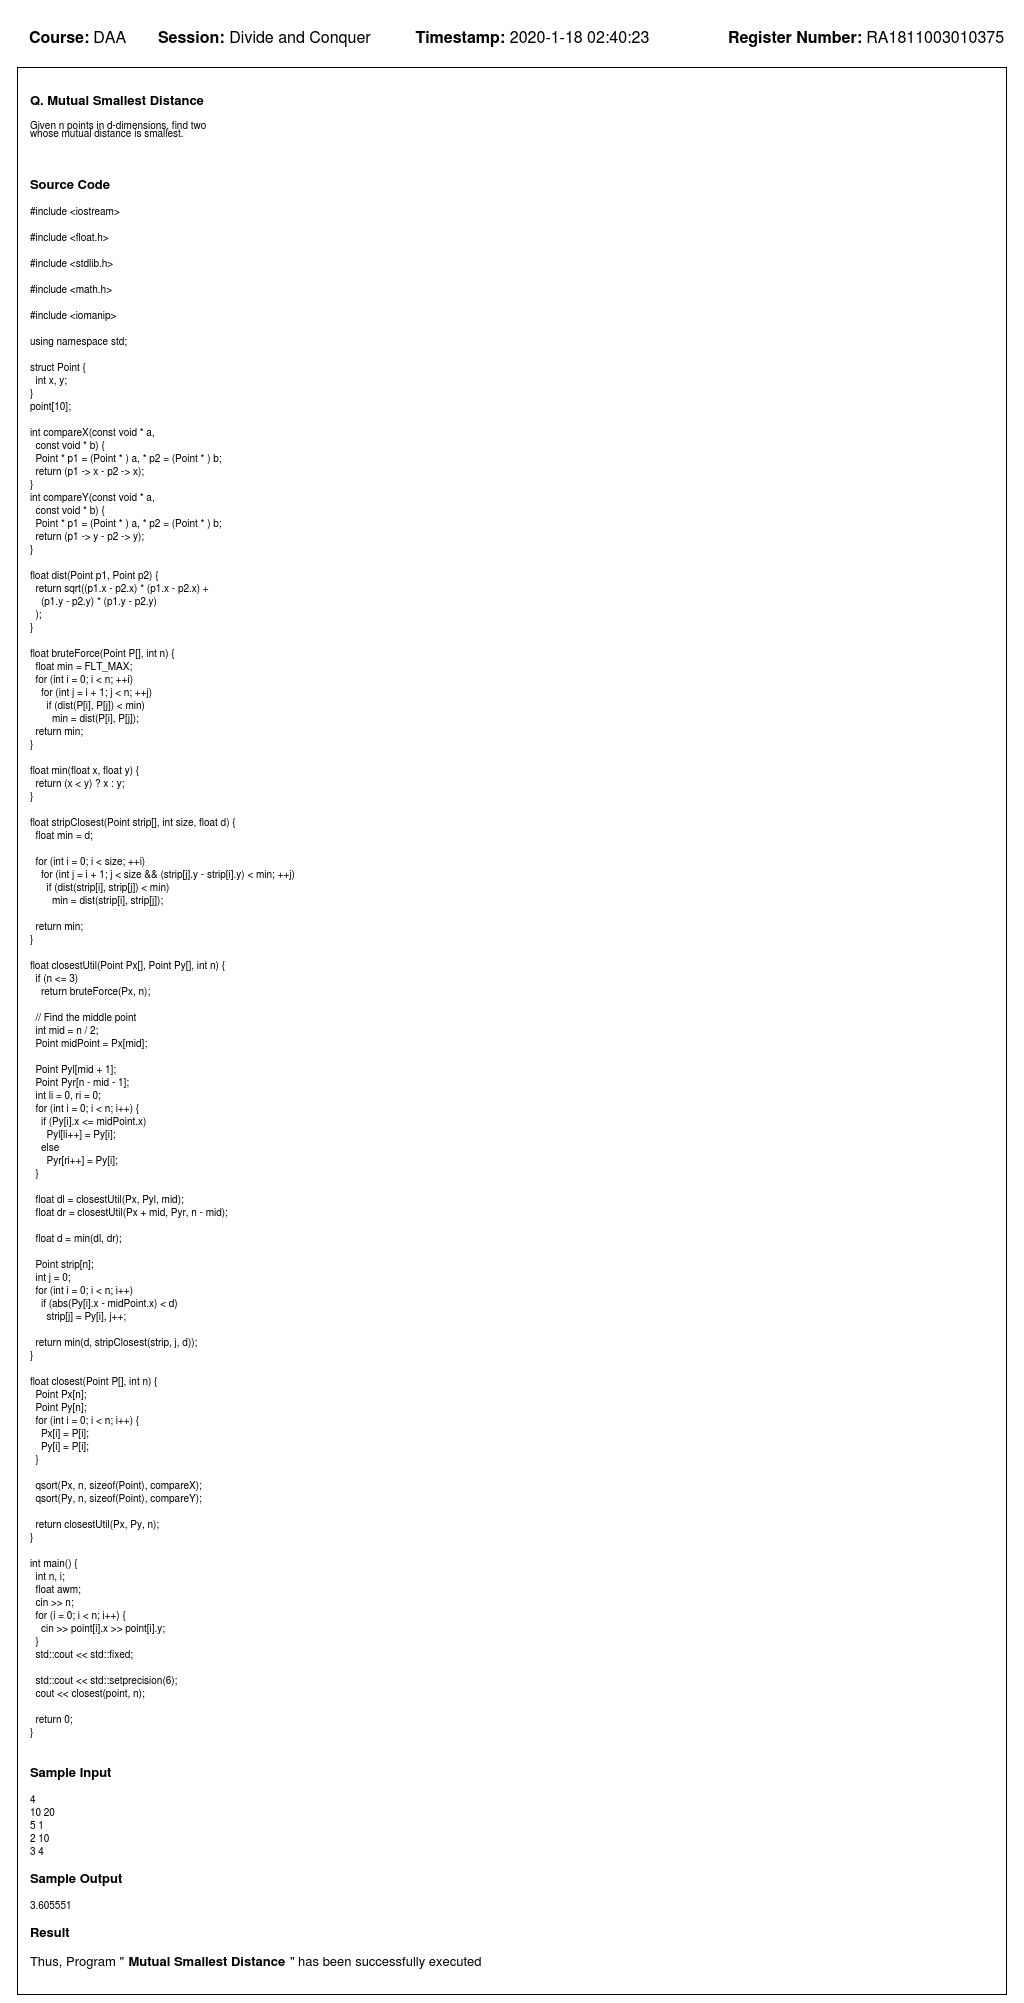 Course: DAA Session: Divide and Conquer Timestamp: 2020-1-18 02:40:23 Register Number: RA1811003010375
Q. Mutual Smallest Distance
Given n points in d-dimensions, find two
whose mutual distance is smallest.
Source Code
#include <iostream>
#include <float.h>
#include <stdlib.h>
#include <math.h>
#include <iomanip>
using namespace std;
struct Point {
int x, y;
}
point[10];
int compareX(const void * a,
const void * b) {
Point * p1 = (Point * ) a, * p2 = (Point * ) b;
return (p1 -> x - p2 -> x);
}
int compareY(const void * a,
const void * b) {
Point * p1 = (Point * ) a, * p2 = (Point * ) b;
return (p1 -> y - p2 -> y);
}
float dist(Point p1, Point p2) {
return sqrt((p1.x - p2.x) * (p1.x - p2.x) +
(p1.y - p2.y) * (p1.y - p2.y)
);
}
float bruteForce(Point P[], int n) {
float min = FLT_MAX;
for (int i = 0; i < n; ++i)
for (int j = i + 1; j < n; ++j)
if (dist(P[i], P[j]) < min)
min = dist(P[i], P[j]);
return min;
}
float min(float x, float y) {
return (x < y) ? x : y;
}
float stripClosest(Point strip[], int size, float d) {
float min = d;
for (int i = 0; i < size; ++i)
for (int j = i + 1; j < size && (strip[j].y - strip[i].y) < min; ++j)
if (dist(strip[i], strip[j]) < min)
min = dist(strip[i], strip[j]);
return min;
}
float closestUtil(Point Px[], Point Py[], int n) {
if (n <= 3)
return bruteForce(Px, n);
// Find the middle point
int mid = n / 2;
Point midPoint = Px[mid];
Point Pyl[mid + 1];
Point Pyr[n - mid - 1];
int li = 0, ri = 0;
for (int i = 0; i < n; i++) {
if (Py[i].x <= midPoint.x)
Pyl[li++] = Py[i];
else
Pyr[ri++] = Py[i];
}
float dl = closestUtil(Px, Pyl, mid);
float dr = closestUtil(Px + mid, Pyr, n - mid);
float d = min(dl, dr);
Point strip[n];
int j = 0;
for (int i = 0; i < n; i++)
if (abs(Py[i].x - midPoint.x) < d)
strip[j] = Py[i], j++;
return min(d, stripClosest(strip, j, d));
}
float closest(Point P[], int n) {
Point Px[n];
Point Py[n];
for (int i = 0; i < n; i++) {
Px[i] = P[i];
Py[i] = P[i];
}
qsort(Px, n, sizeof(Point), compareX);
qsort(Py, n, sizeof(Point), compareY);
return closestUtil(Px, Py, n);
}
int main() {
int n, i;
float awm;
cin >> n;
for (i = 0; i < n; i++) {
cin >> point[i].x >> point[i].y;
}
std::cout << std::fixed;
std::cout << std::setprecision(6);
cout << closest(point, n);
return 0;
}
Sample Input
4
10 20
5 1
2 10
3 4
Sample Output
3.605551
Result
Thus, Program " Mutual Smallest Distance " has been successfully executed